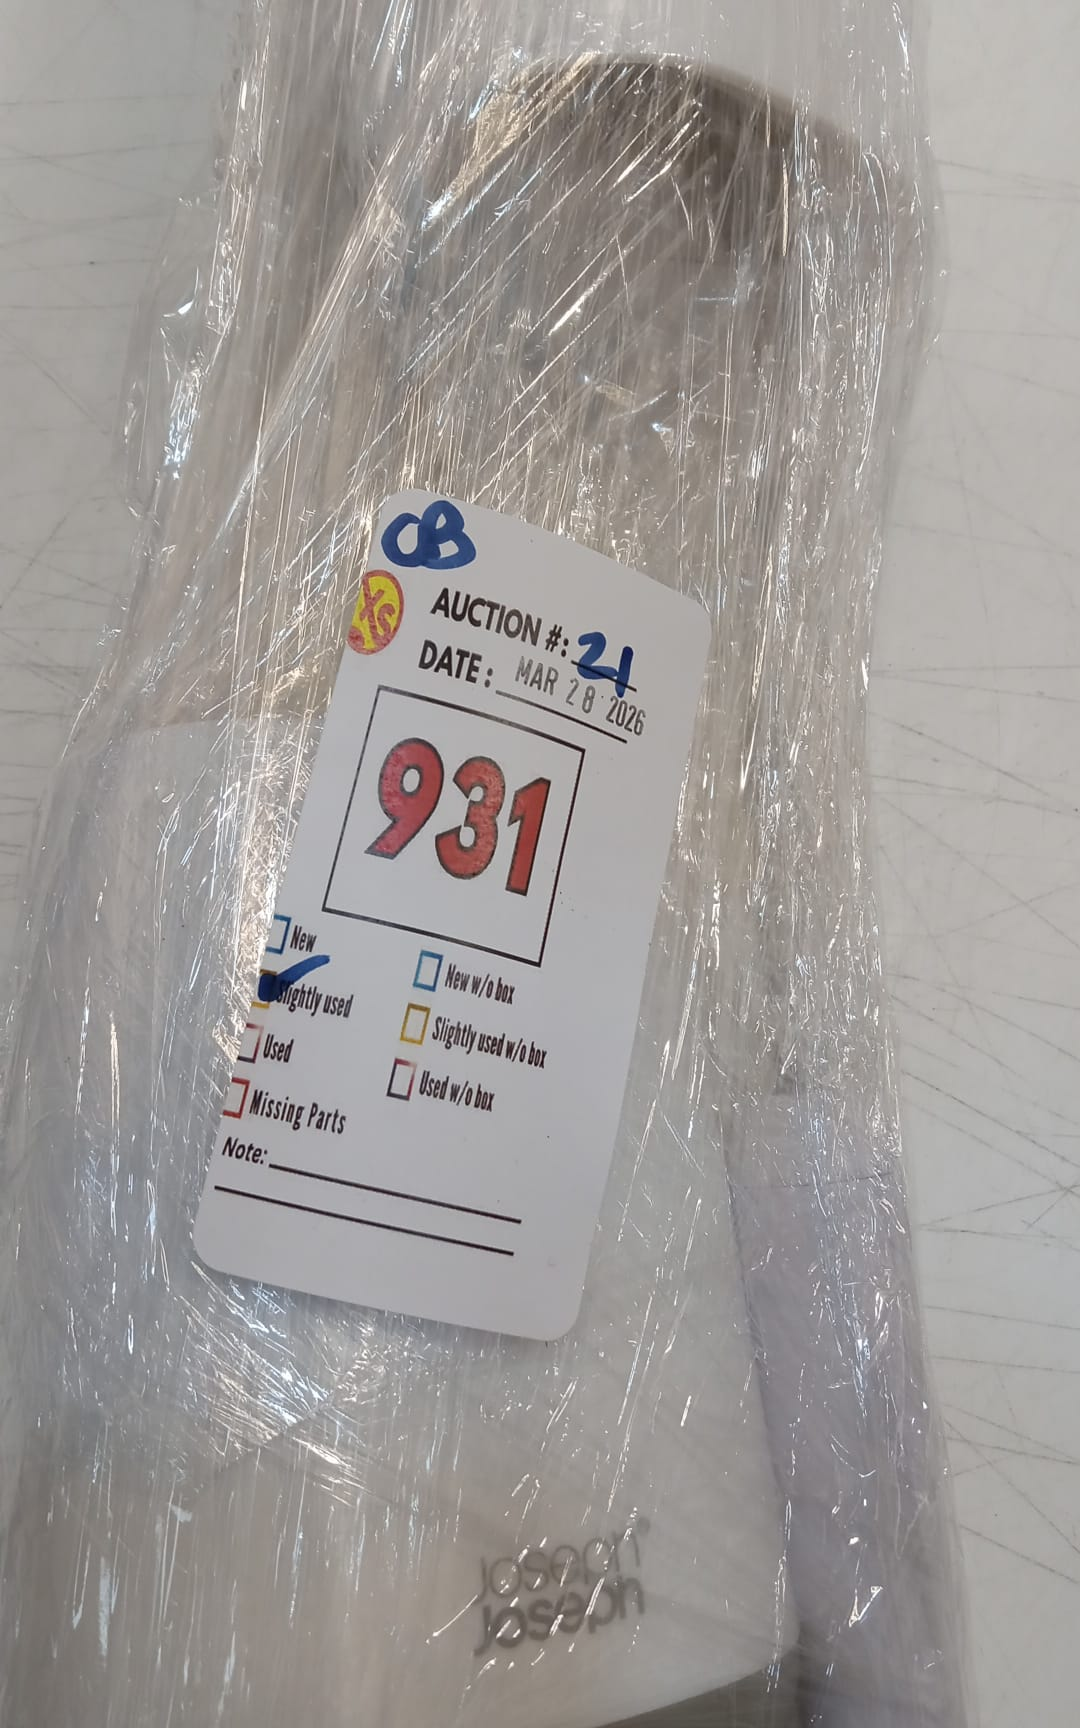 OB
XS
AUCTION #: 21
DATE: MAR 28 2026
931
New
New w/o box
Slightly used
Slightly used w/o box
Used
Used w/o box
Missing Parts
Note:
Joseph®
Joseph